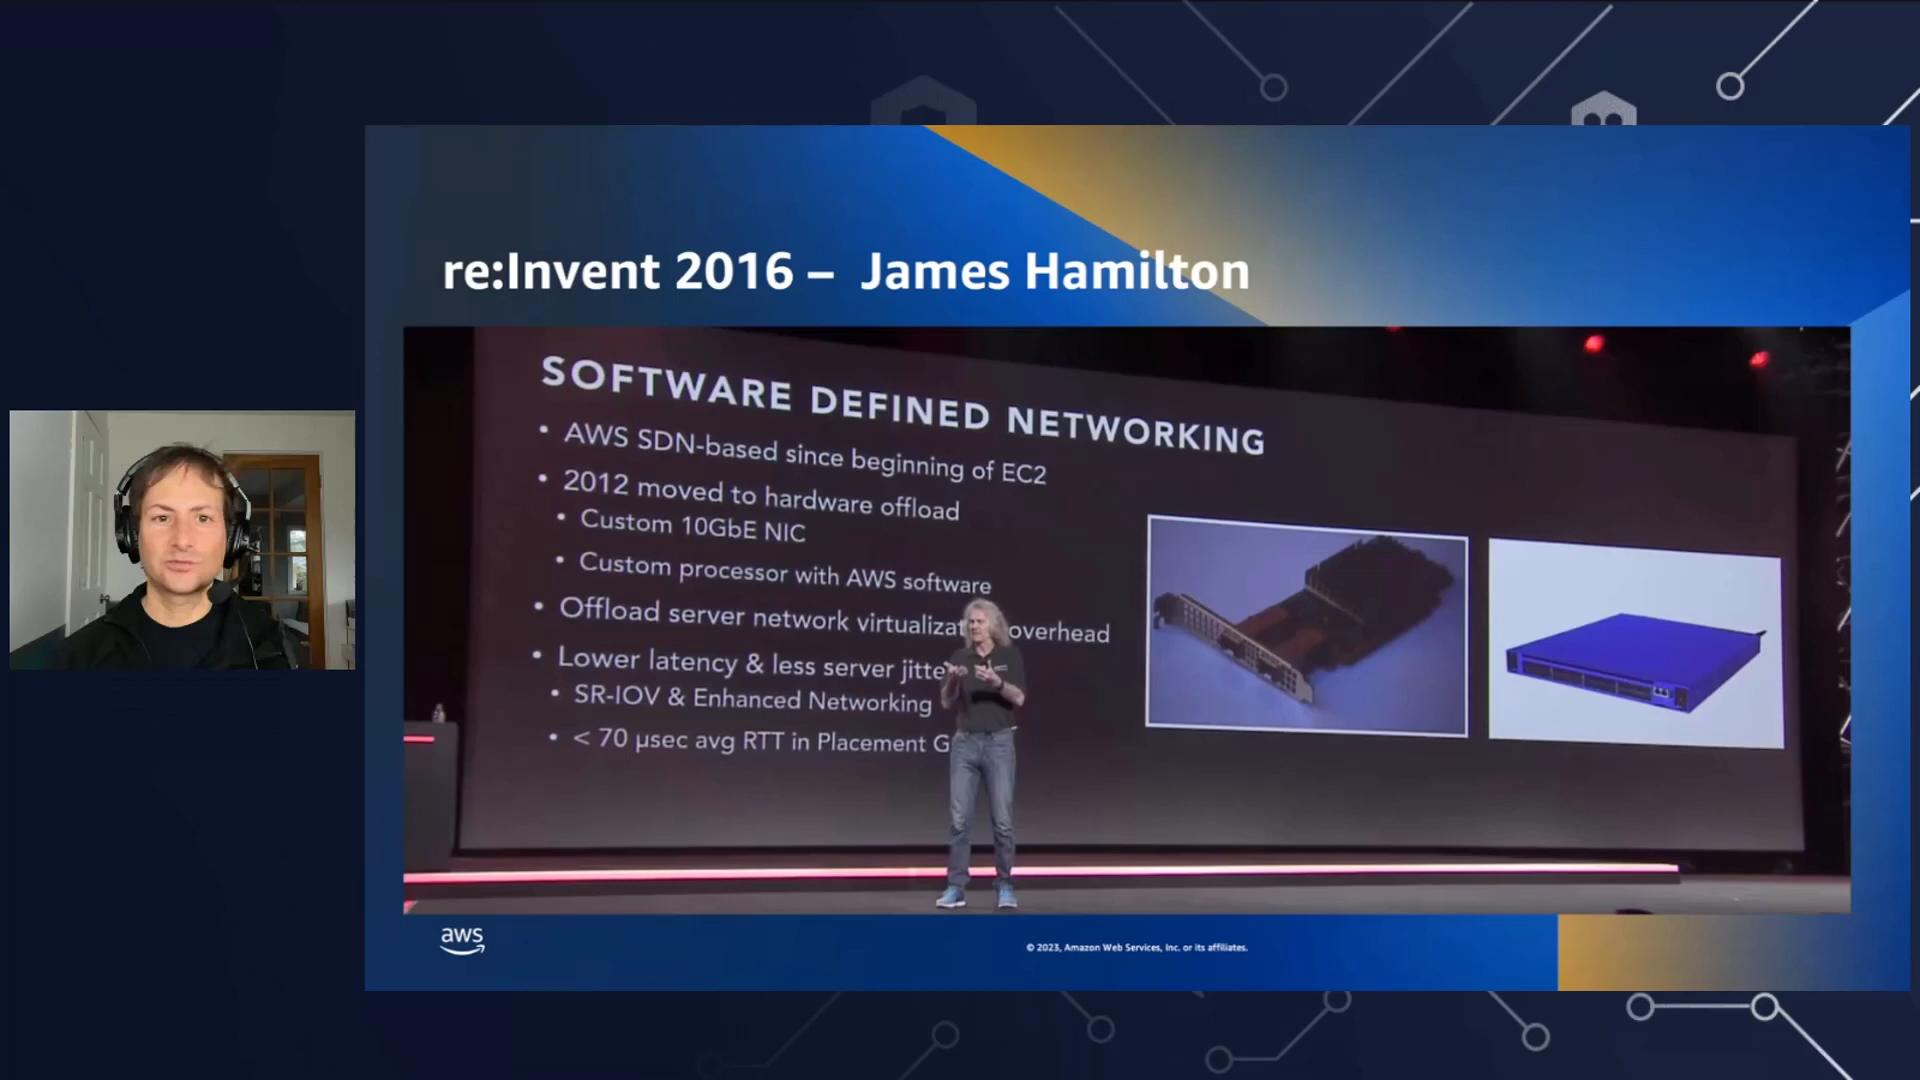 re:Invent 2016 – James Hamilton
SOFTWARE DEFINED NETWORKING
• AWS SDN-based since beginning of EC2
• 2012 moved to hardware offload
• Custom 10GbE NIC
• Custom processor with AWS software
• Offload server network virtualizat overhead
• Lower latency & less server jitte
• SR-IOV & Enhanced Networking
• < 70 μsec avg RTT in Placement G
aws
© 2023, Amazon Web Services, Inc. or its affiliates.